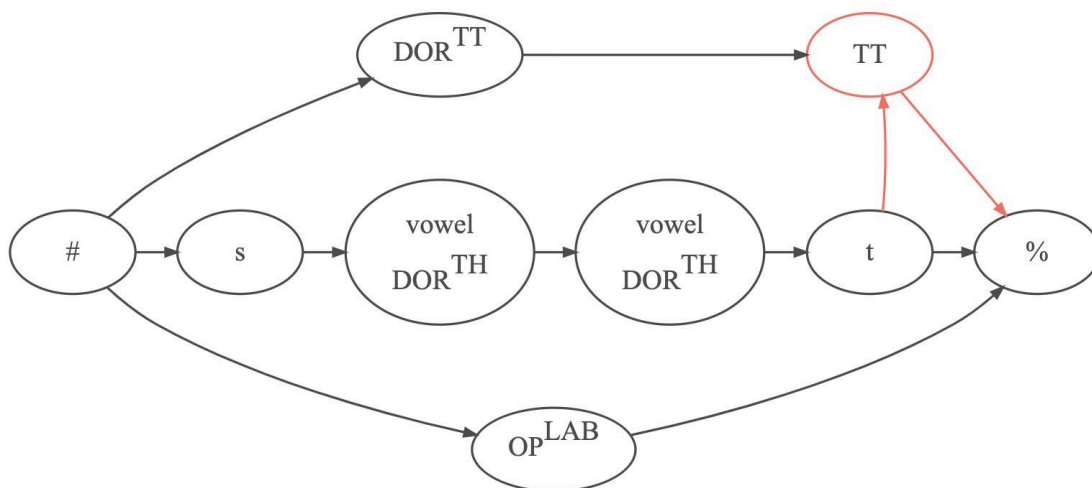 DOR^TT
TT
#
s
vowel
DOR^TH
vowel
DOR^TH
t
%
OP^LAB